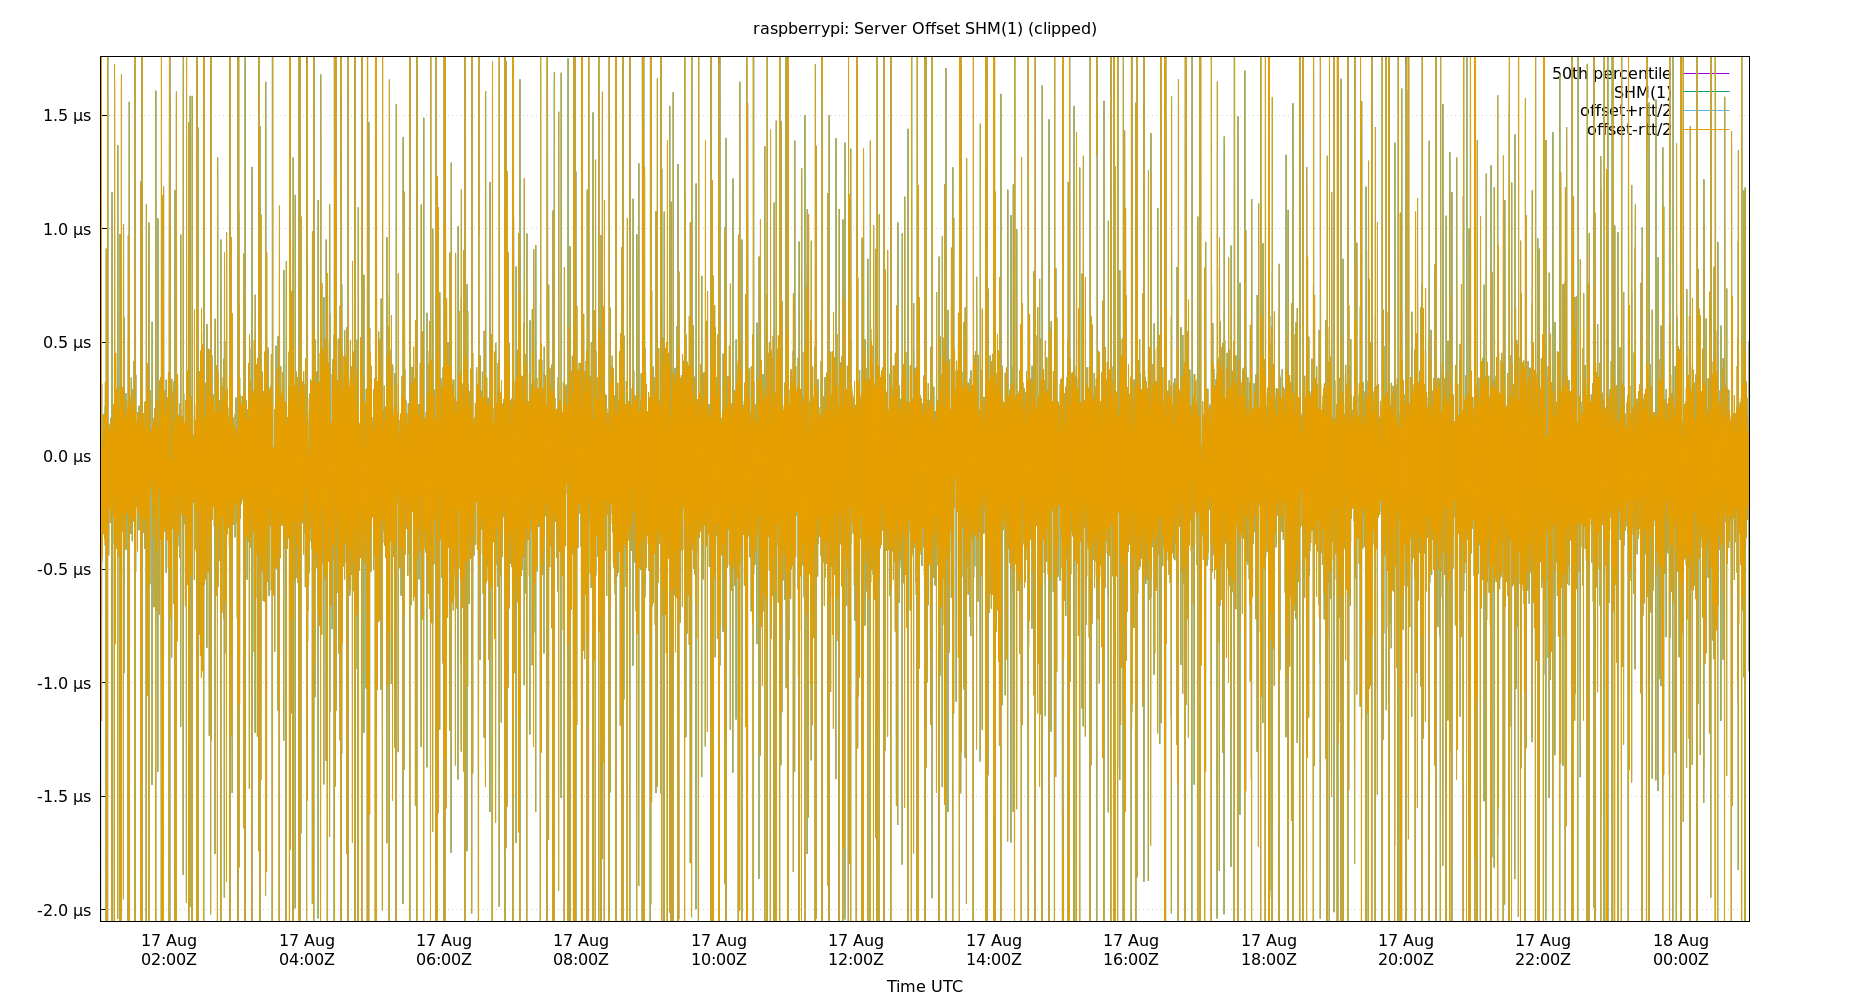 raspberrypi: Server Offset SHM(1) (clipped)
50th percentile
SHM(1)
offset+rtt/2
offset-rtt/2
1.5 µs
1.0 µs
0.5 µs
0.0 µs
-0.5 µs
-1.0 µs
-1.5 µs
-2.0 µs
17 Aug 17 Aug 17 Aug 17 Aug 17 Aug 17 Aug 17 Aug 17 Aug 17 Aug 17 Aug 17 Aug 18 Aug
02:00Z 04:00Z 06:00Z 08:00Z 10:00Z 12:00Z 14:00Z 16:00Z 18:00Z 20:00Z 22:00Z 00:00Z
Time UTC